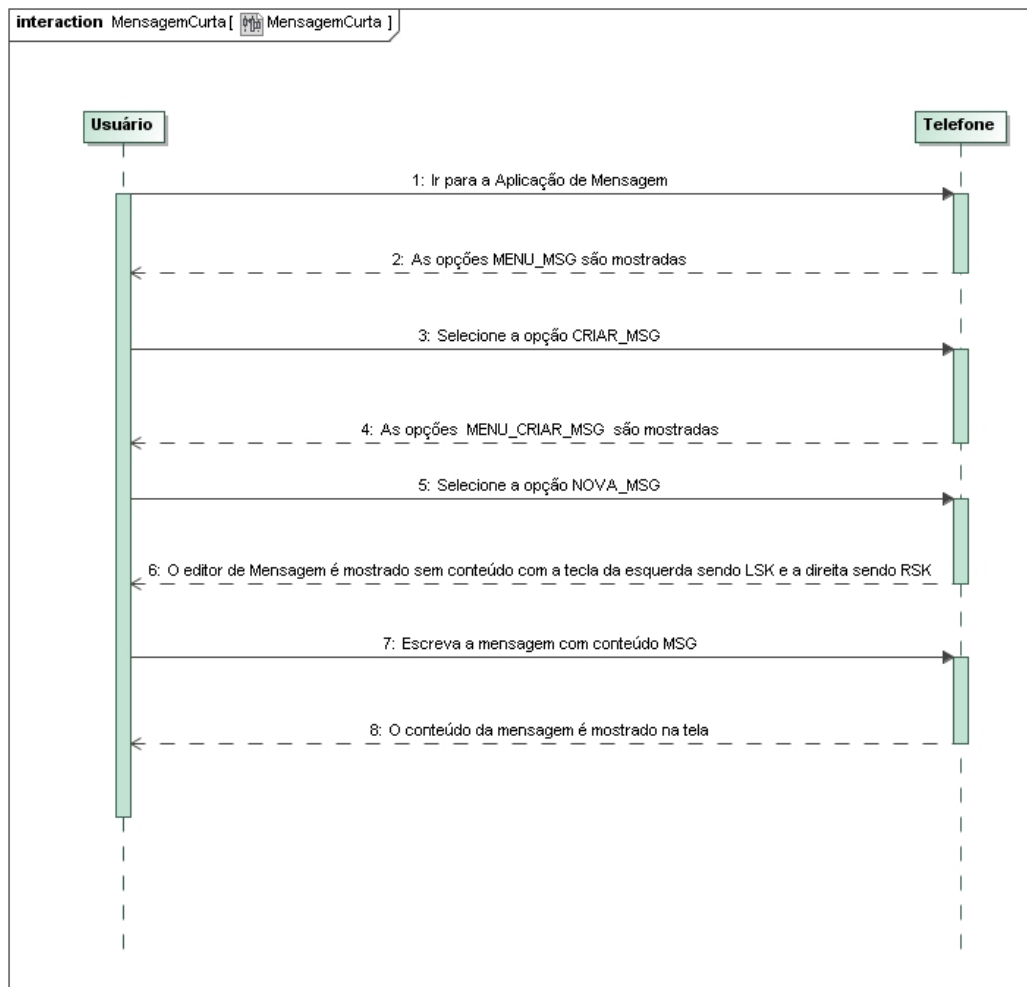 interaction MensagemCurta [ MensagemCurta ]
Usuário
Telefone
1: Ir para a Aplicação de Mensagem
2: As opções MENU_MSG são mostradas
3: Selecione a opção CRIAR_MSG
4: As opções MENU_CRIAR_MSG são mostradas
5: Selecione a opção NOVA_MSG
6: O editor de Mensagem é mostrado sem conteúdo com a tecla da esquerda sendo LSK e a direita sendo RSK
7: Escreva a mensagem com conteúdo MSG
8: O conteúdo da mensagem é mostrado na tela